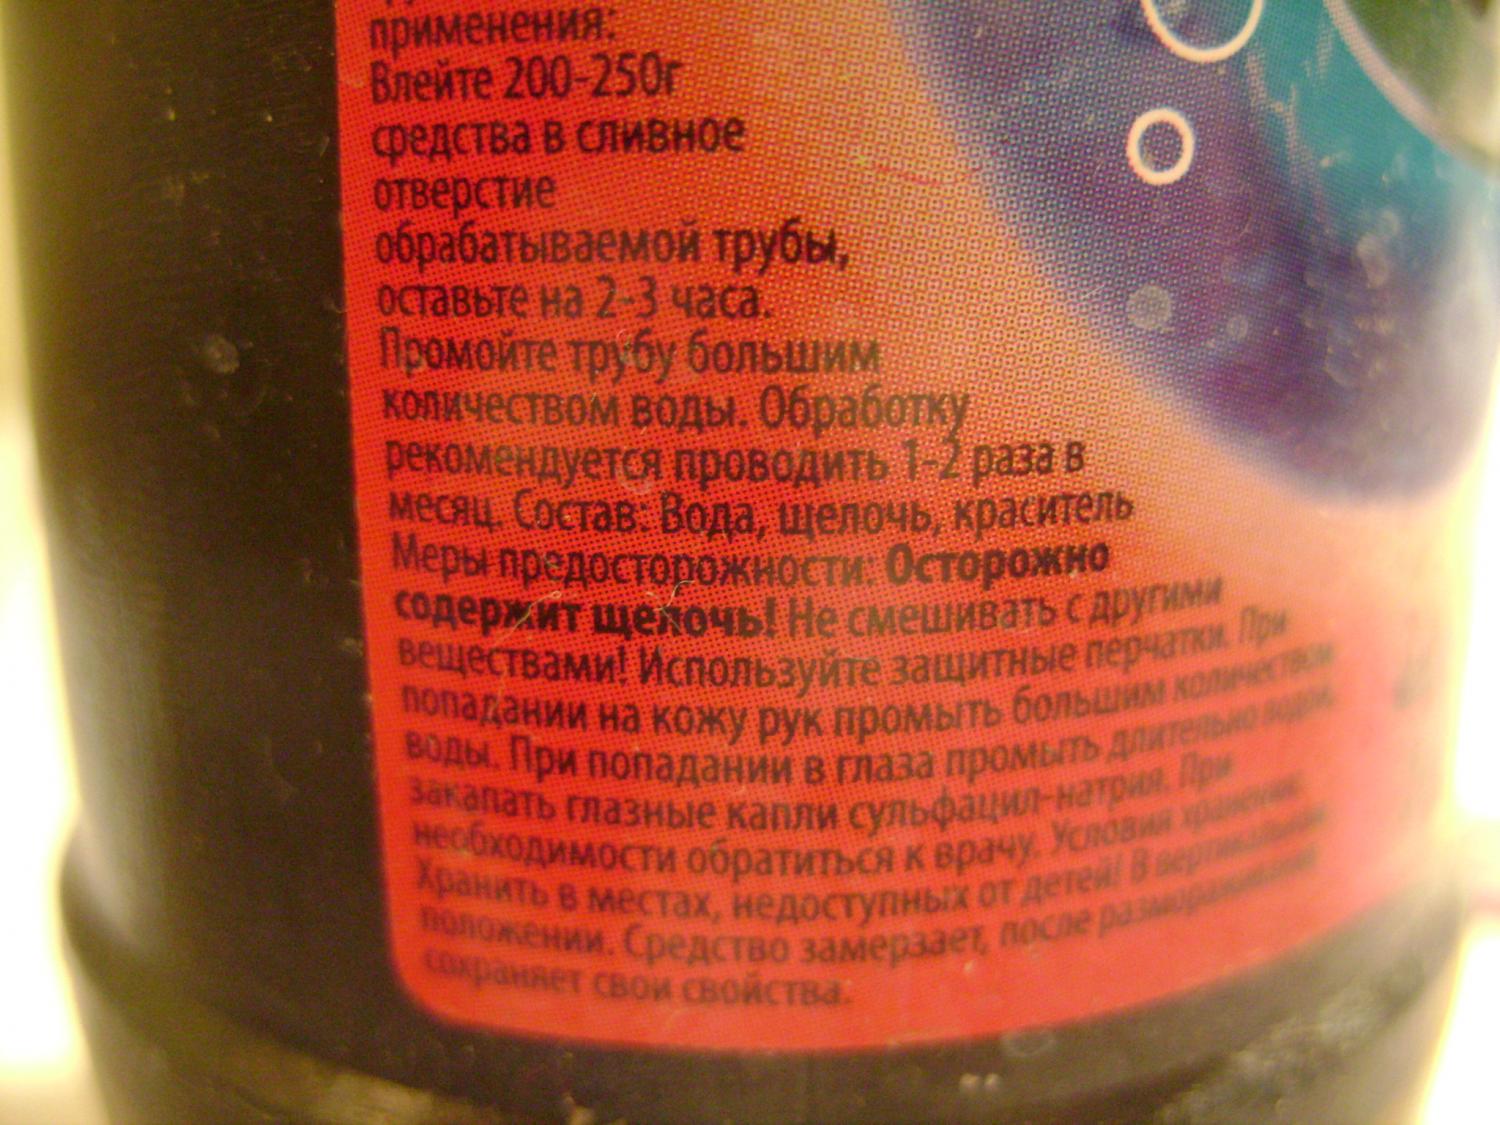 применения:
Влейте 200-250г
средства в сливное
отверстие
обрабатываемой трубы,
оставьте на 2-3 часа.
Промойте трубу большим
количеством воды. Обработку
рекомендуется проводить 1-2 раза в
месяц. Состав: Вода, щелочь, краситель
Меры предосторожности: Осторожно
содержит щелочь! Не смешивать с другими
веществами! Используйте защитные перчатки. При
попадании на кожу рук промыть большим количеством
воды. При попадании в глаза промыть длительно водой,
закапать глазные капли сульфацил-натрия. При
необходимости обратиться к врачу. Условия хранения:
Хранить в местах, недоступных от детей! В вертикальном
положении. Средство замерзает, после размораживания
сохраняет свои свойства.